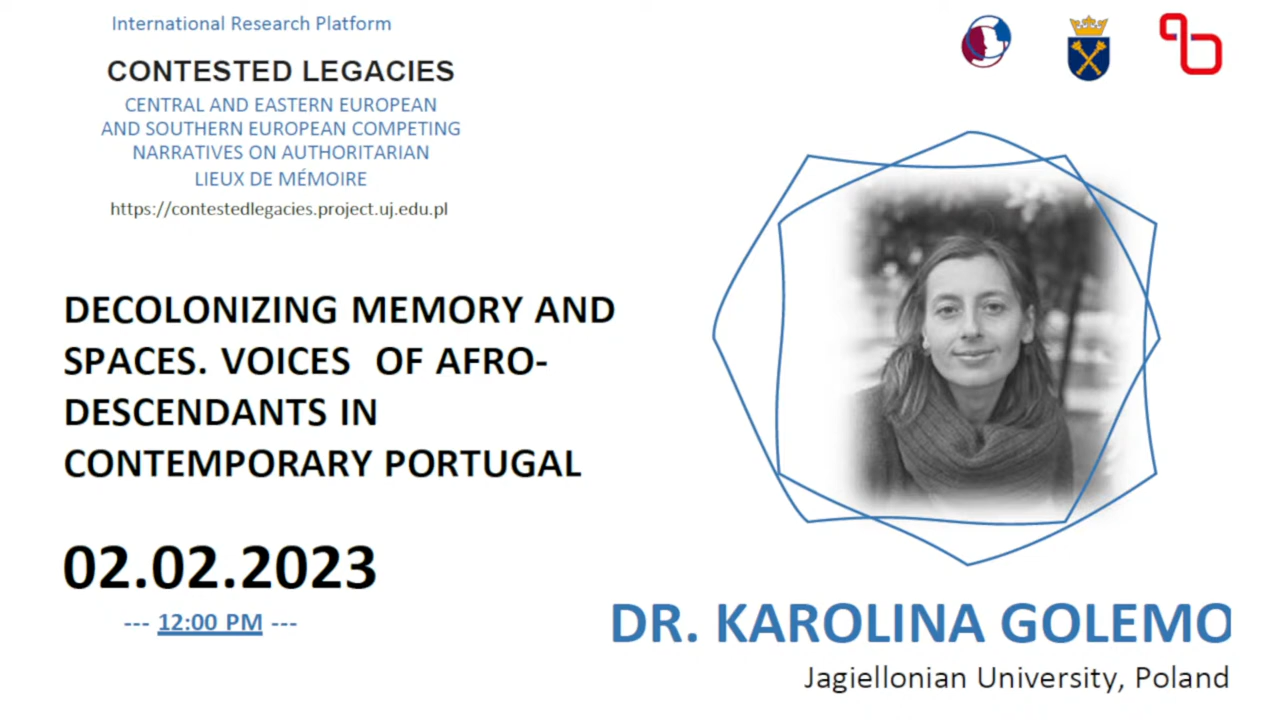 International Research Platform
CONTESTED LEGACIES
CENTRAL AND EASTERN EUROPEAN
AND SOUTHERN EUROPEAN COMPETING
NARRATIVES ON AUTHORITARIAN
LIEUX DE MÉMOIRE
https://contestedlegacies.project.uj.edu.pl
DECOLONIZING MEMORY AND
SPACES. VOICES OF AFRO-
DESCENDANTS IN
CONTEMPORARY PORTUGAL
02.02.2023
--- 12:00 PM ---
DR. KAROLINA GOLEMO
Jagiellonian University, Poland